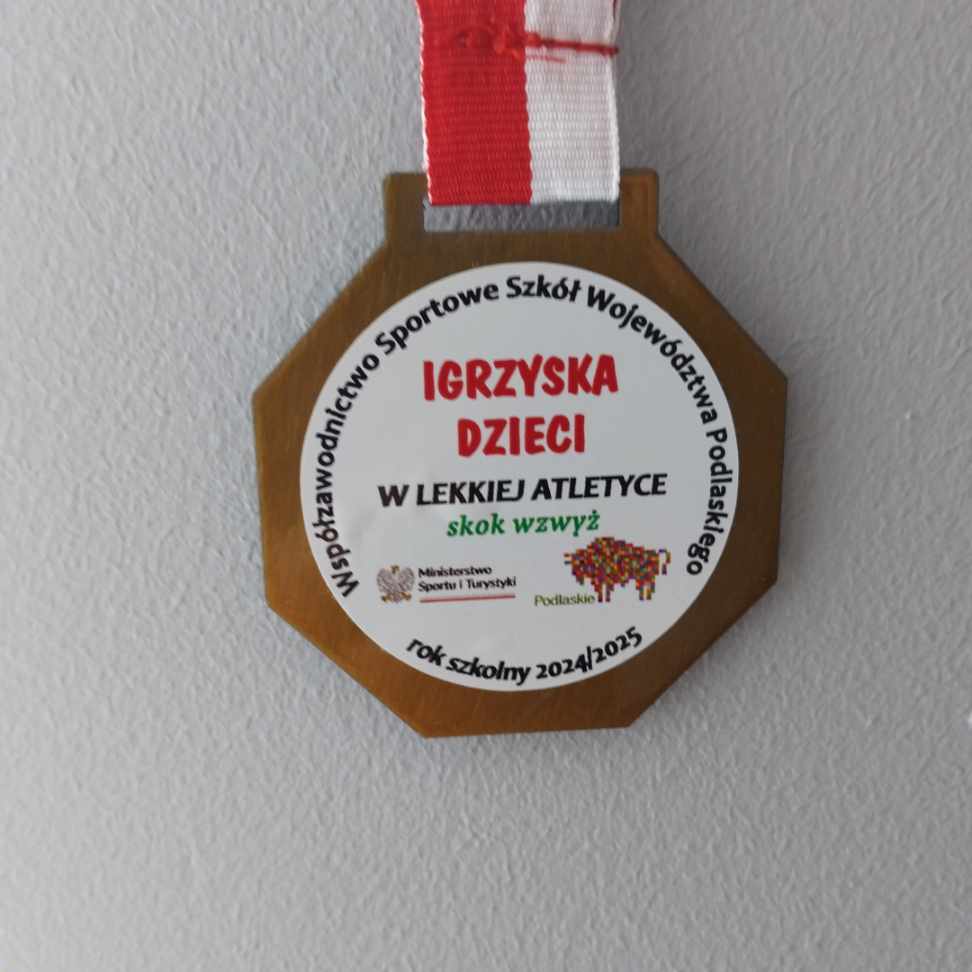 Współzawodnictwo Sportowe Szkół Województwa Podlaskiego
IGRZYSKA
DZIECI
W LEKKIEJ ATLETYCE
skok wzwyż
Ministerstwo
Sportu i Turystyki
Podlaskie
rok szkolny 2024/2025